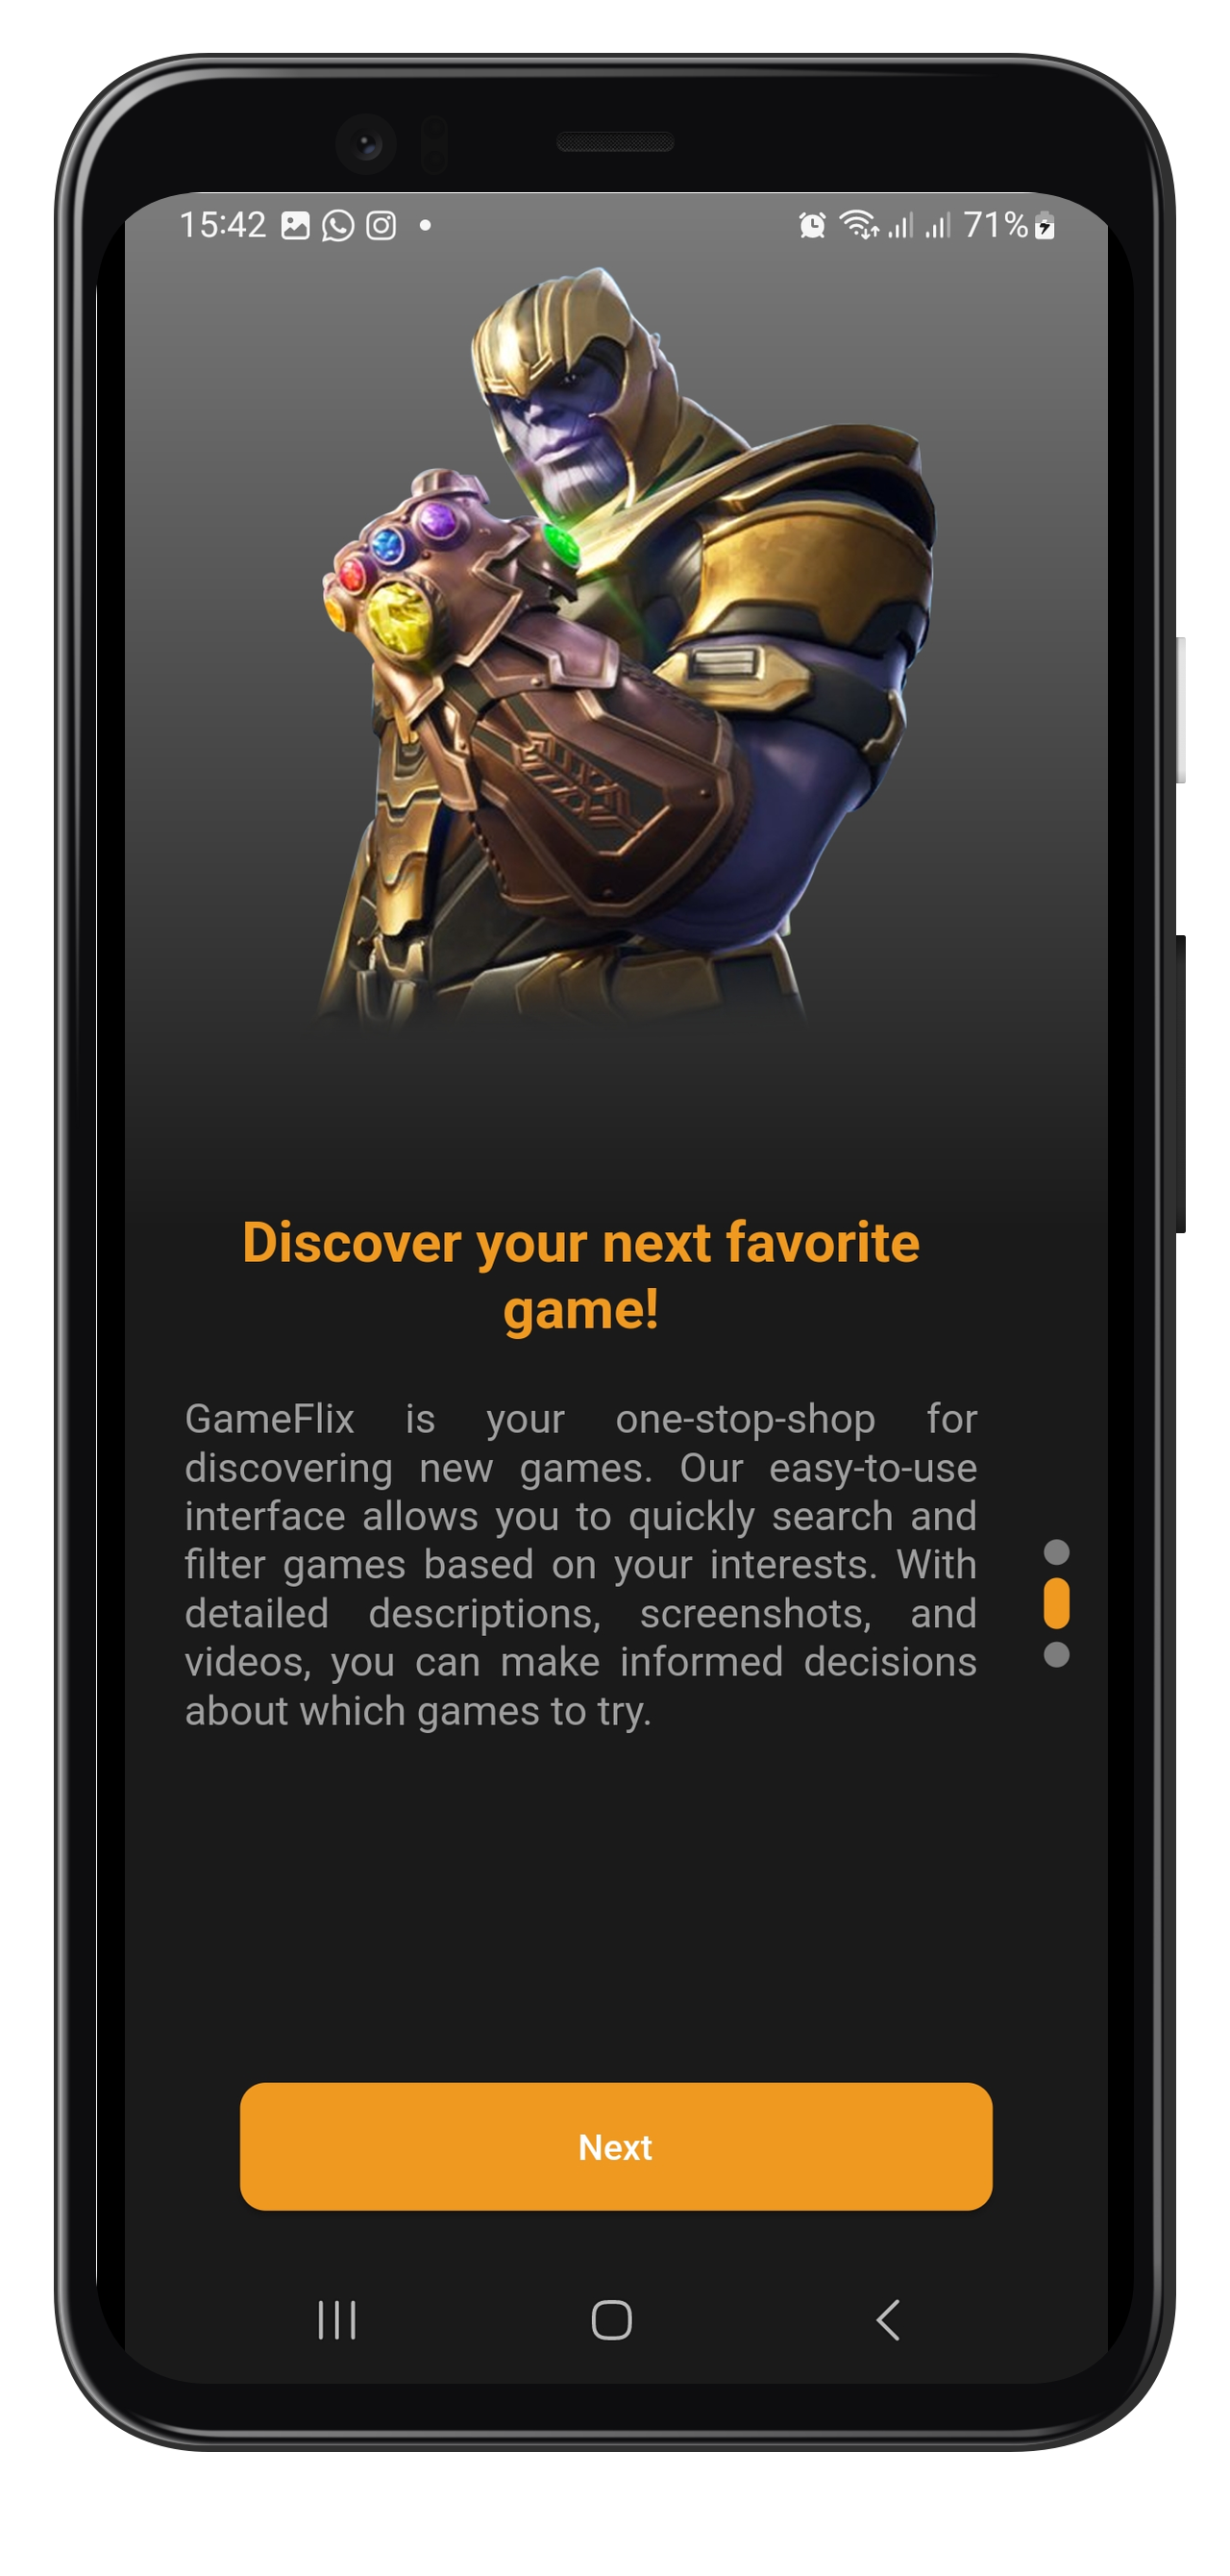 15:42 71%
Discover your next favorite
game!
GameFlix is your one-stop-shop for
discovering new games. Our easy-to-use
interface allows you to quickly search and
filter games based on your interests. With
detailed descriptions, screenshots, and
videos, you can make informed decisions
about which games to try.
Next